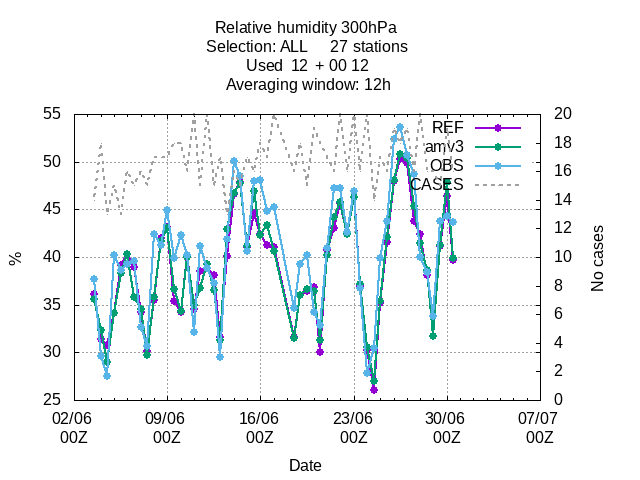 Relative humidity 300hPa
Selection: ALL 27 stations
Used 12 + 00 12
Averaging window: 12h
55 20
REF 18
50 amv3 16
OBS
CASES 14
45 12
% 40 10 No cases
8
35 6
30 4
2
25 0
02/06 09/06 16/06 23/06 30/06 07/07
00Z 00Z 00Z 00Z 00Z 00Z
Date